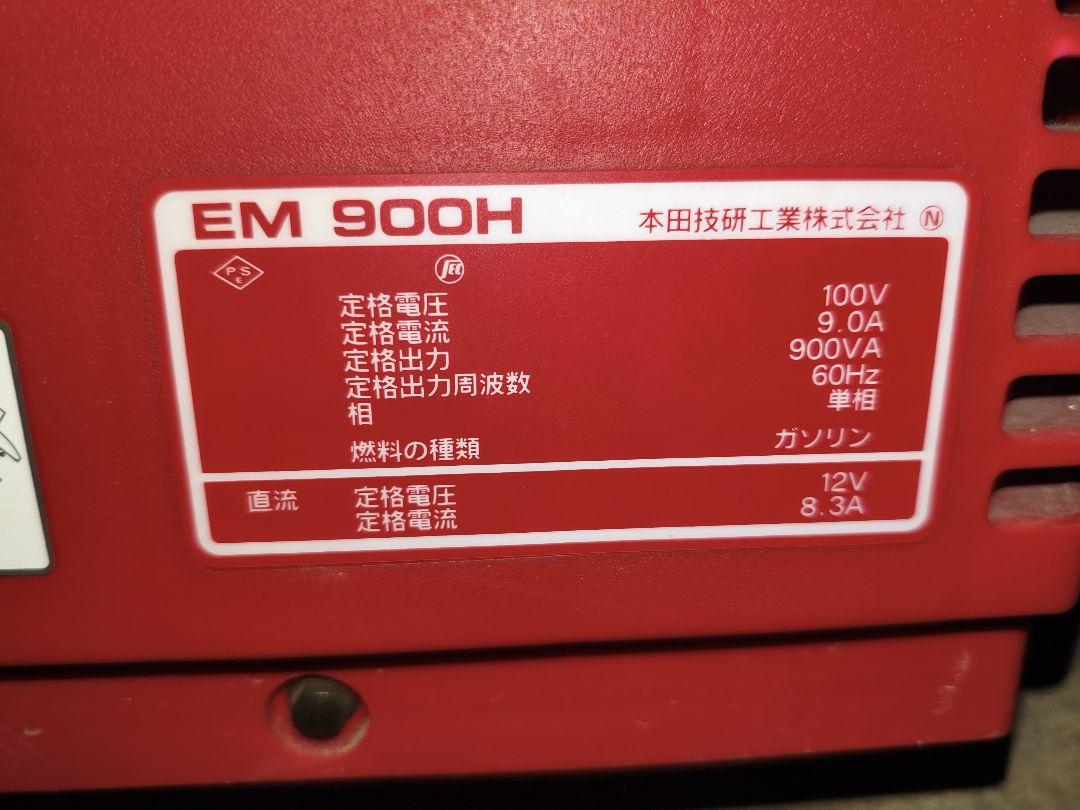 EM 900H 本田技研工業株式会社 Ⓝ
PSE JEC
定格電圧 100V
定格電流 9.0A
定格出力 900VA
定格出力周波数 60Hz
相 単相
燃料の種類 ガソリン
直流 定格電圧 12V
定格電流 8.3A